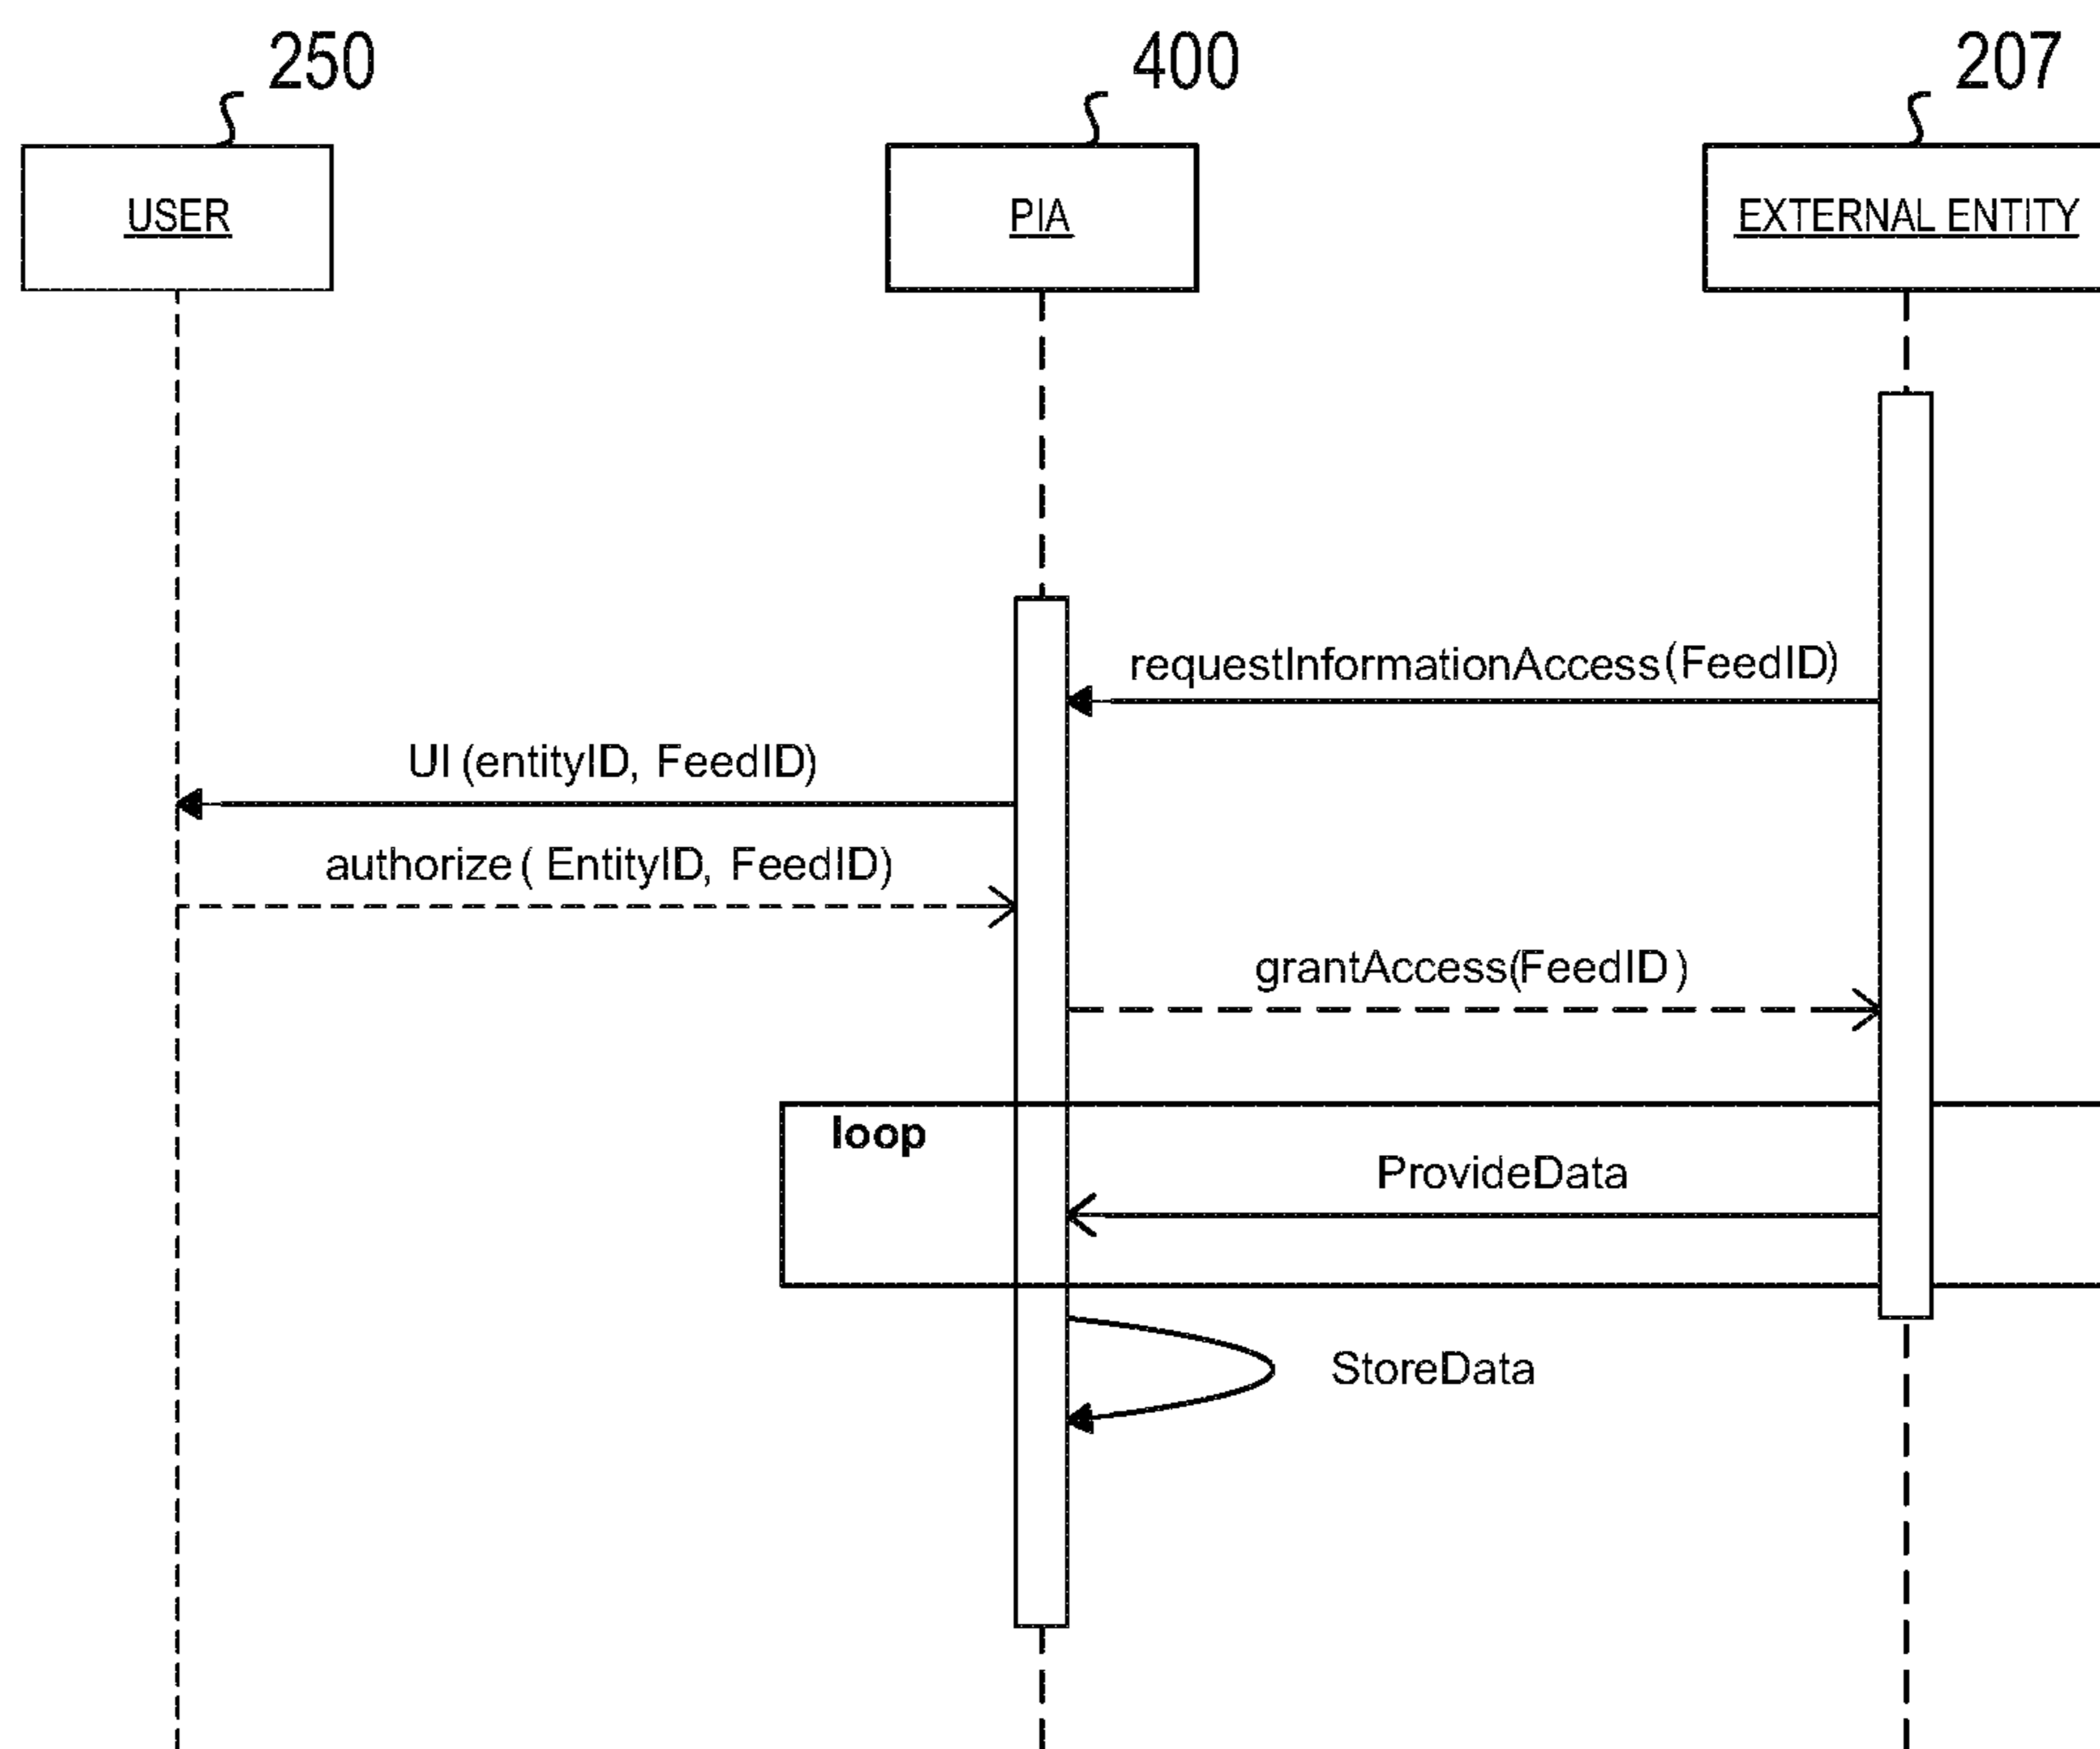 250
400
207
USER
PIA
EXTERNAL ENTITY
requestInformationAccess(FeedID)
UI (entityID, FeedID)
authorize ( EntityID, FeedID)
grantAccess(FeedID )
loop
ProvideData
StoreData